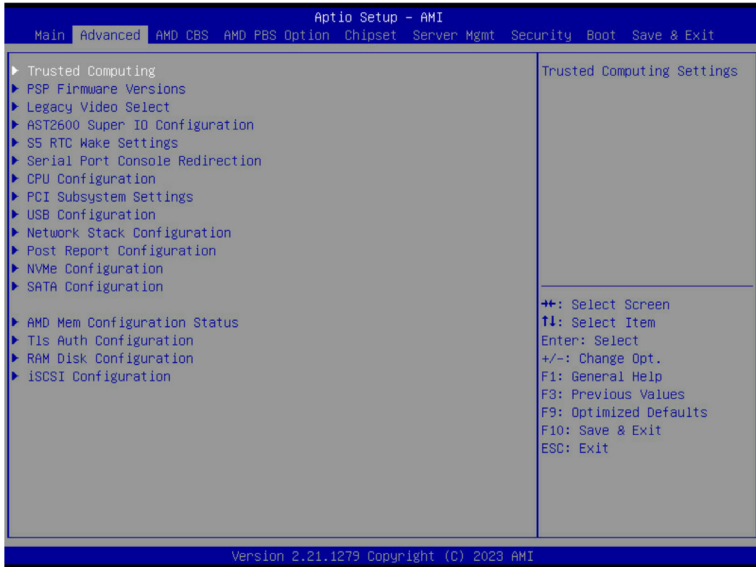 Aptio Setup – AMI
Main Advanced AMD CBS AMD PBS Option Chipset Server Mgmt Security Boot Save & Exit
Trusted Computing
PSP Firmware Versions
Legacy Video Select
AST2600 Super IO Configuration
S5 RTC Wake Settings
Serial Port Console Redirection
CPU Configuration
PCI Subsystem Settings
USB Configuration
Network Stack Configuration
Post Report Configuration
NVMe Configuration
SATA Configuration
AMD Mem Configuration Status
Tls Auth Configuration
RAM Disk Configuration
iSCSI Configuration
Trusted Computing Settings
→←: Select Screen
↑↓: Select Item
Enter: Select
+/-: Change Opt.
F1: General Help
F3: Previous Values
F9: Optimized Defaults
F10: Save & Exit
ESC: Exit
Version 2.21.1279 Copyright (C) 2023 AMI